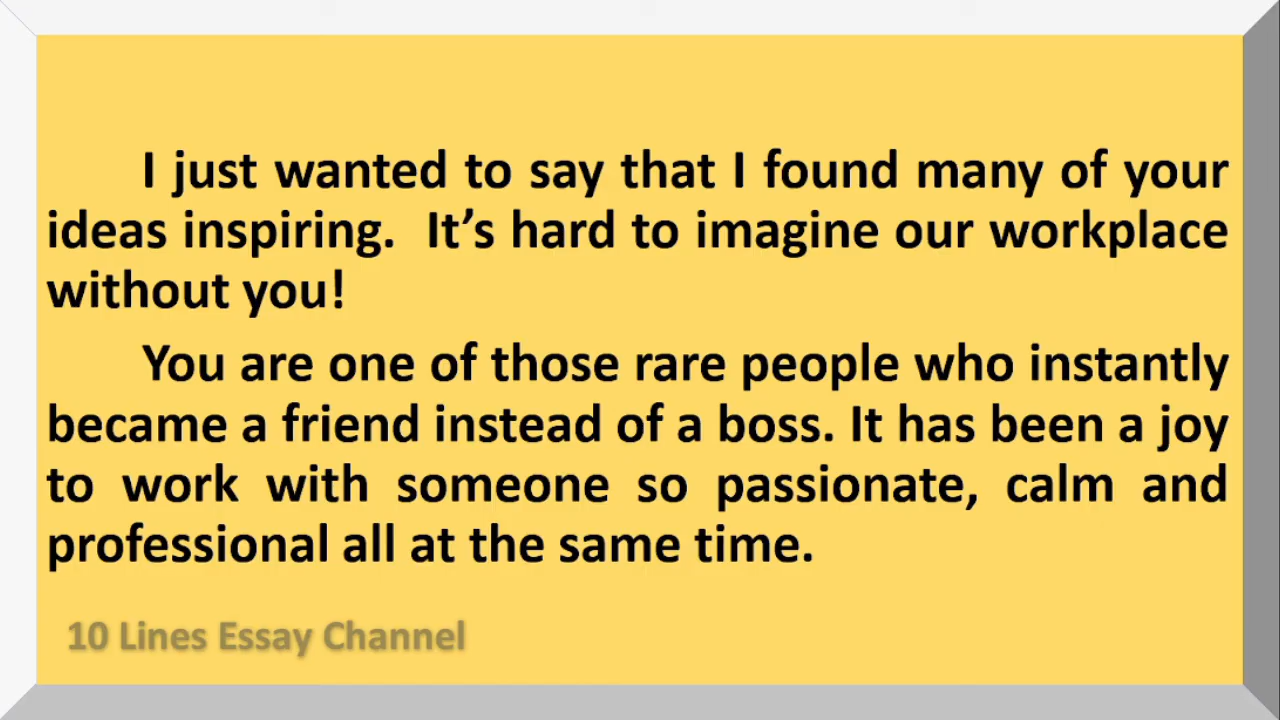 I just wanted to say that I found many of your
ideas inspiring.  It’s hard to imagine our workplace
without you!
You are one of those rare people who instantly
became a friend instead of a boss. It has been a joy
to work with someone so passionate, calm and
professional all at the same time.
10 Lines Essay Channel